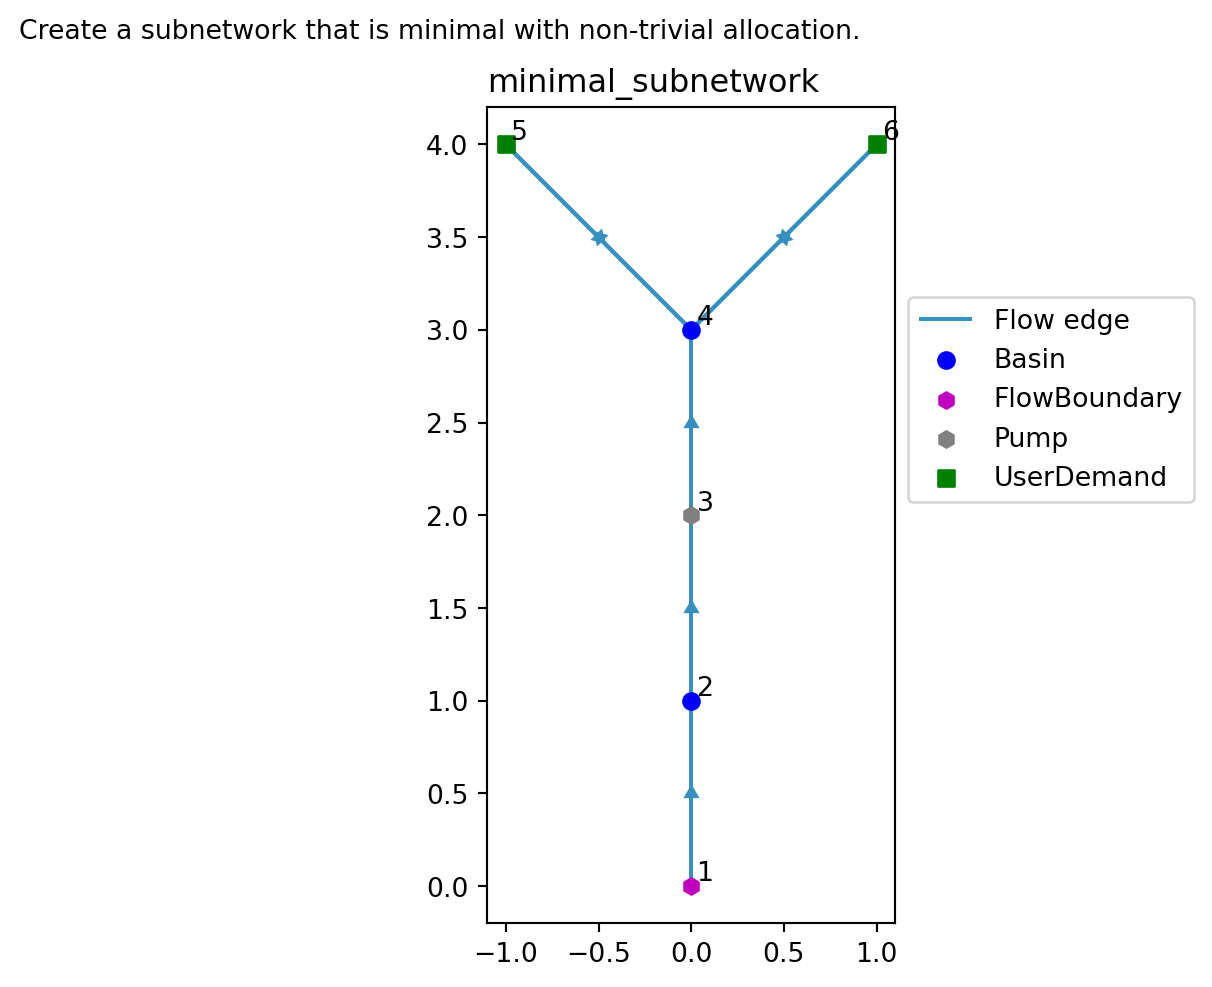 Create a subnetwork that is minimal with non-trivial allocation.
minimal_subnetwork
5
6
4.0
3.5
4
3.0
2.5
3
2.0
1.5
2
1.0
0.5
1
0.0
−1.0 −0.5 0.0 0.5 1.0
Flow edge
Basin
FlowBoundary
Pump
UserDemand